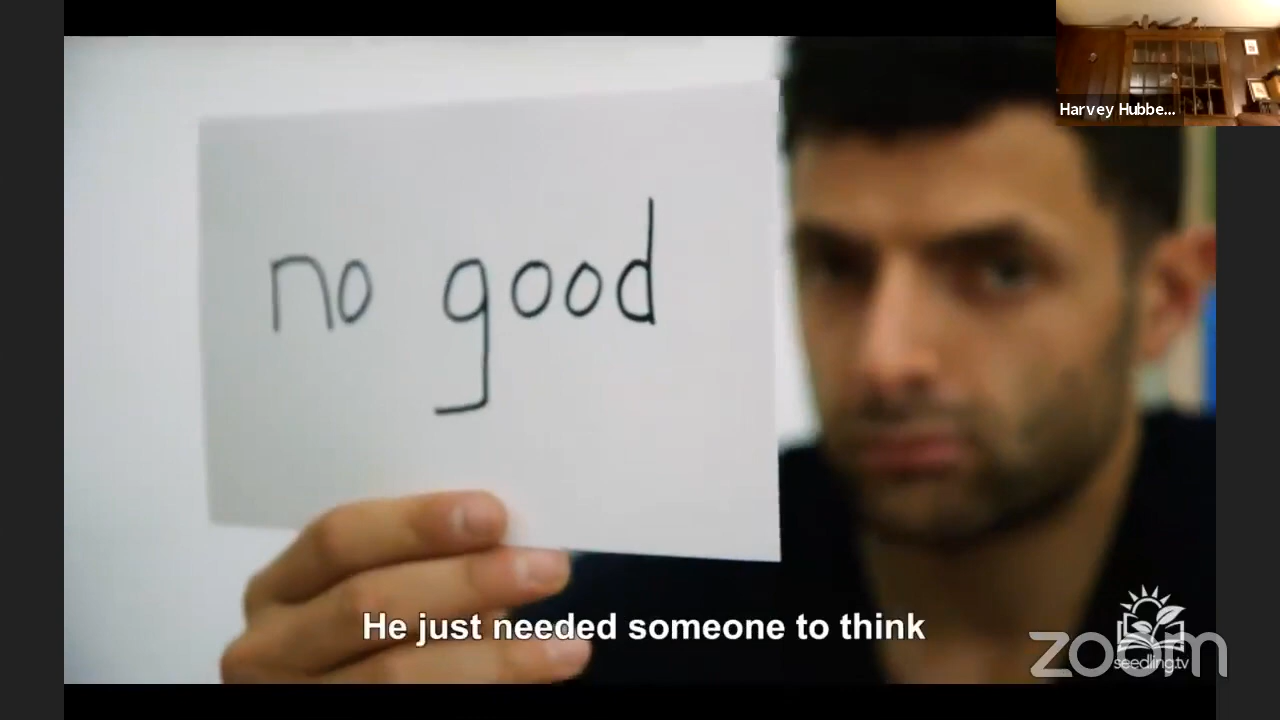 Harvey Hubbe...
no good
He just needed someone to think
zoom
seedling.tv